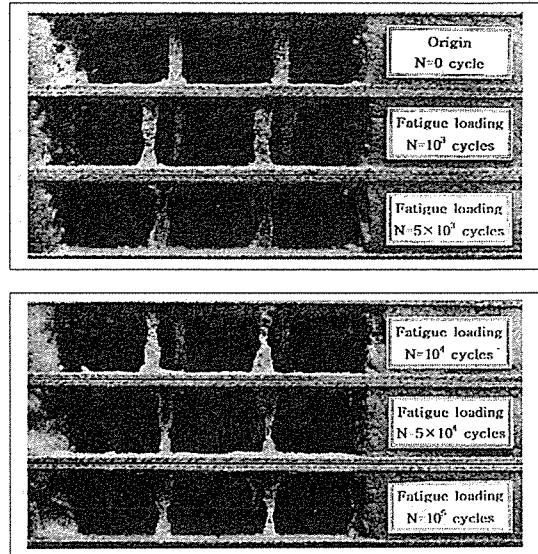 Origin
N=0 cycle
Fatigue loading
N=10³ cycles
Fatigue loading
N=5×10³ cycles
Fatigue loading
N=10⁴ cycles
Fatigue loading
N=5×10⁴ cycles
Fatigue loading
N=10⁵ cycles